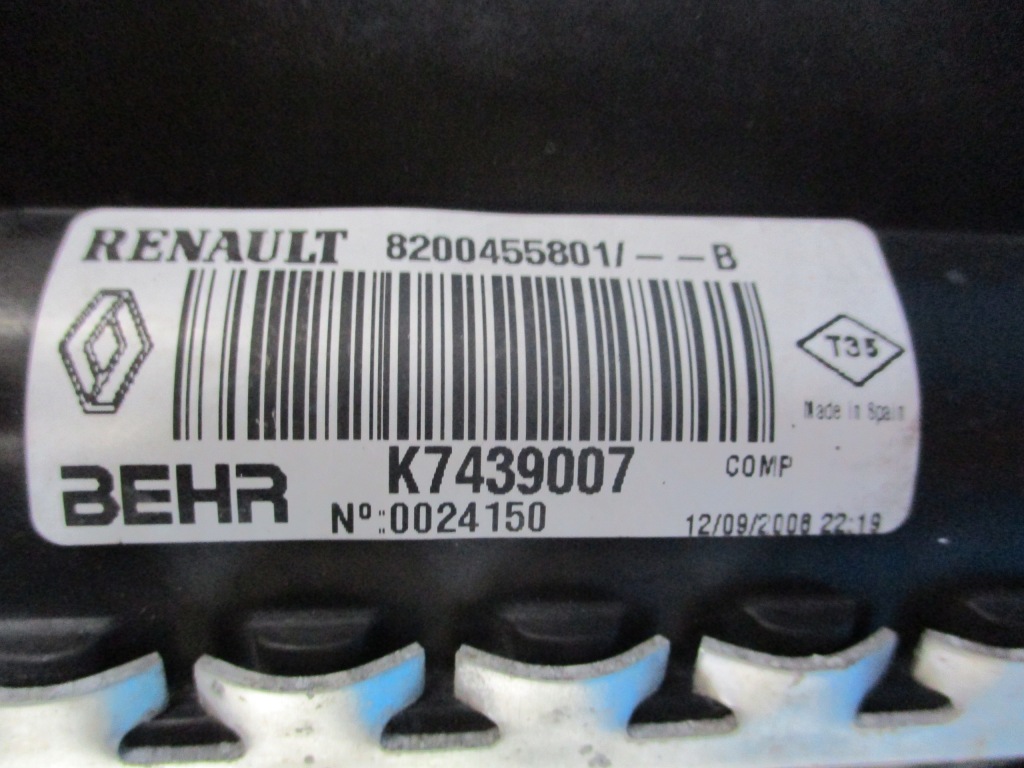 RENAULT 8200455801/--B
T35
Made in Spain
BEHR K7439007 COMP
Nº:0024150 12/09/2008 22:19